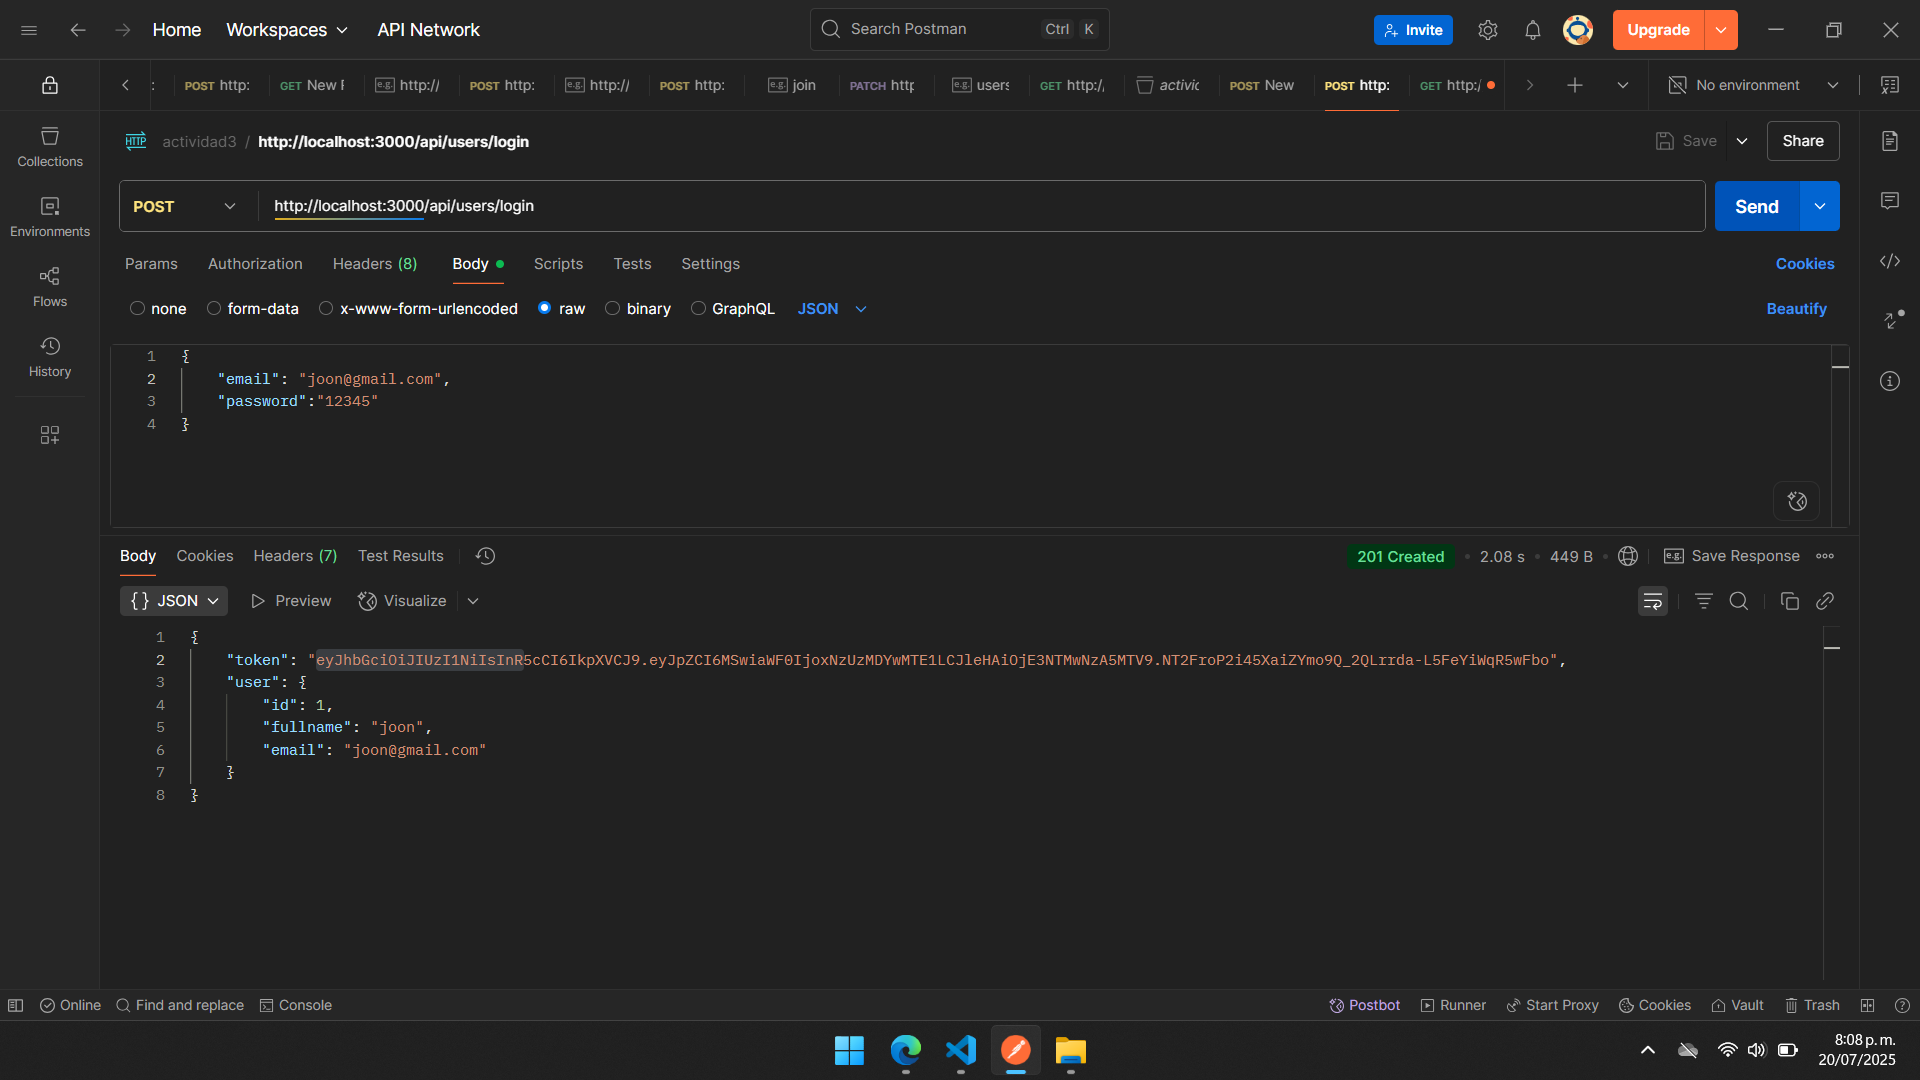 Home Workspaces API Network Search Postman Ctrl K Invite Upgrade
POST http: GET New F e.g. http:// POST http: e.g. http:// POST http: e.g. join PATCH http e.g. users GET http:/ activic POST New POST http: GET http:/ No environment
HTTP actividad3 / http://localhost:3000/api/users/login Save Share
Collections
POST http://localhost:3000/api/users/login Send
Environments
Params Authorization Headers (8) Body Scripts Tests Settings Cookies
Flows
none form-data x-www-form-urlencoded raw binary GraphQL JSON Beautify
History
1 {
2 "email": "joon@gmail.com",
3 "password":"12345"
4 }
Body Cookies Headers (7) Test Results 201 Created 2.08 s 449 B e.g. Save Response
{} JSON Preview Visualize
1 {
2 "token": "eyJhbGciOiJIUzI1NiIsInR5cCI6IkpXVCJ9.eyJpZCI6MSwiaWF0IjoxNzUzMDYwMTE1LCJleHAiOjE3NTMwNzA5MTV9.NT2FroP2i45XaiZYmo9Q_2QLrrda-L5FeYiWqR5wFbo",
3 "user": {
4 "id": 1,
5 "fullname": "joon",
6 "email": "joon@gmail.com"
7 }
8 }
Online Find and replace Console Postbot Runner Start Proxy Cookies Vault Trash
8:08 p. m.
20/07/2025